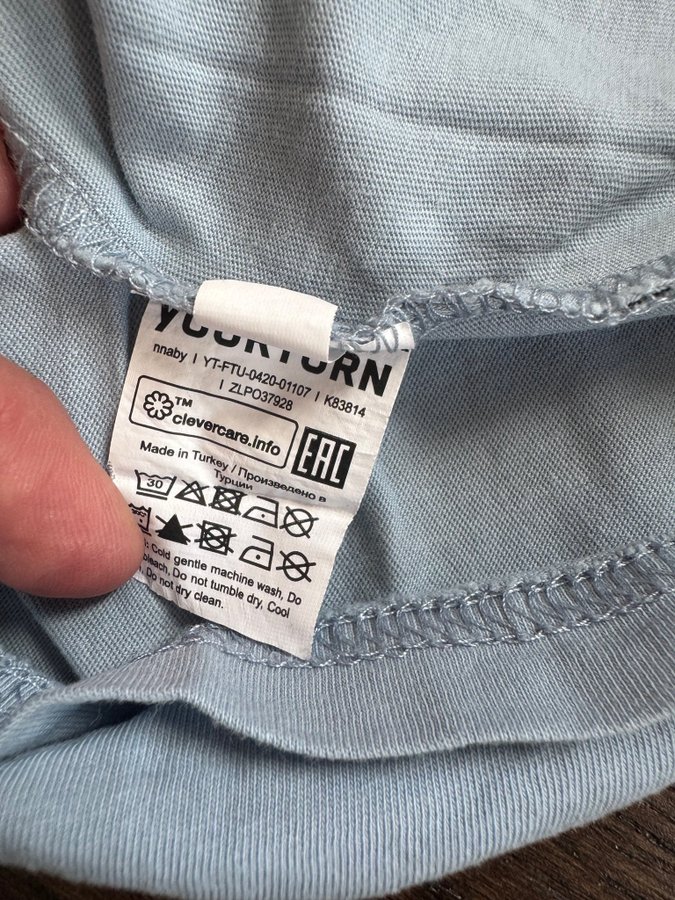 YOURTURN
nnaby | YT-FTU-0420-01107 | K83814
| ZLPO37928
TM
clevercare.info
EAC
Made in Turkey / Произведено в
Турции
30
: Cold gentle machine wash, Do
bleach, Do not tumble dry, Cool
Do not dry clean.